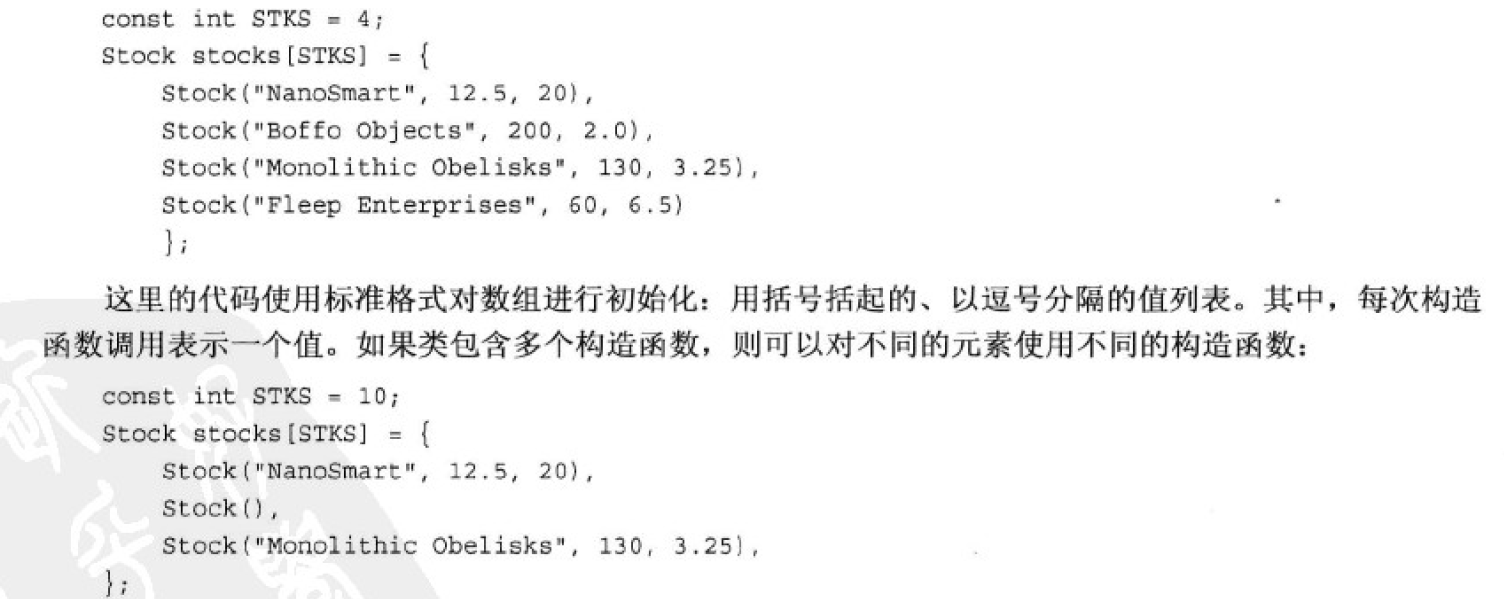 const int STKS = 4;
Stock stocks[STKS] = {
Stock("NanoSmart", 12.5, 20),
Stock("Boffo Objects", 200, 2.0),
Stock("Monolithic Obelisks", 130, 3.25),
Stock("Fleep Enterprises", 60, 6.5)
};
这里的代码使用标准格式对数组进行初始化：用括号括起的、以逗号分隔的值列表。其中，每次构造
函数调用表示一个值。如果类包含多个构造函数，则可以对不同的元素使用不同的构造函数：
const int STKS = 10;
Stock stocks[STKS] = {
Stock("NanoSmart", 12.5, 20),
Stock(),
Stock("Monolithic Obelisks", 130, 3.25),
};